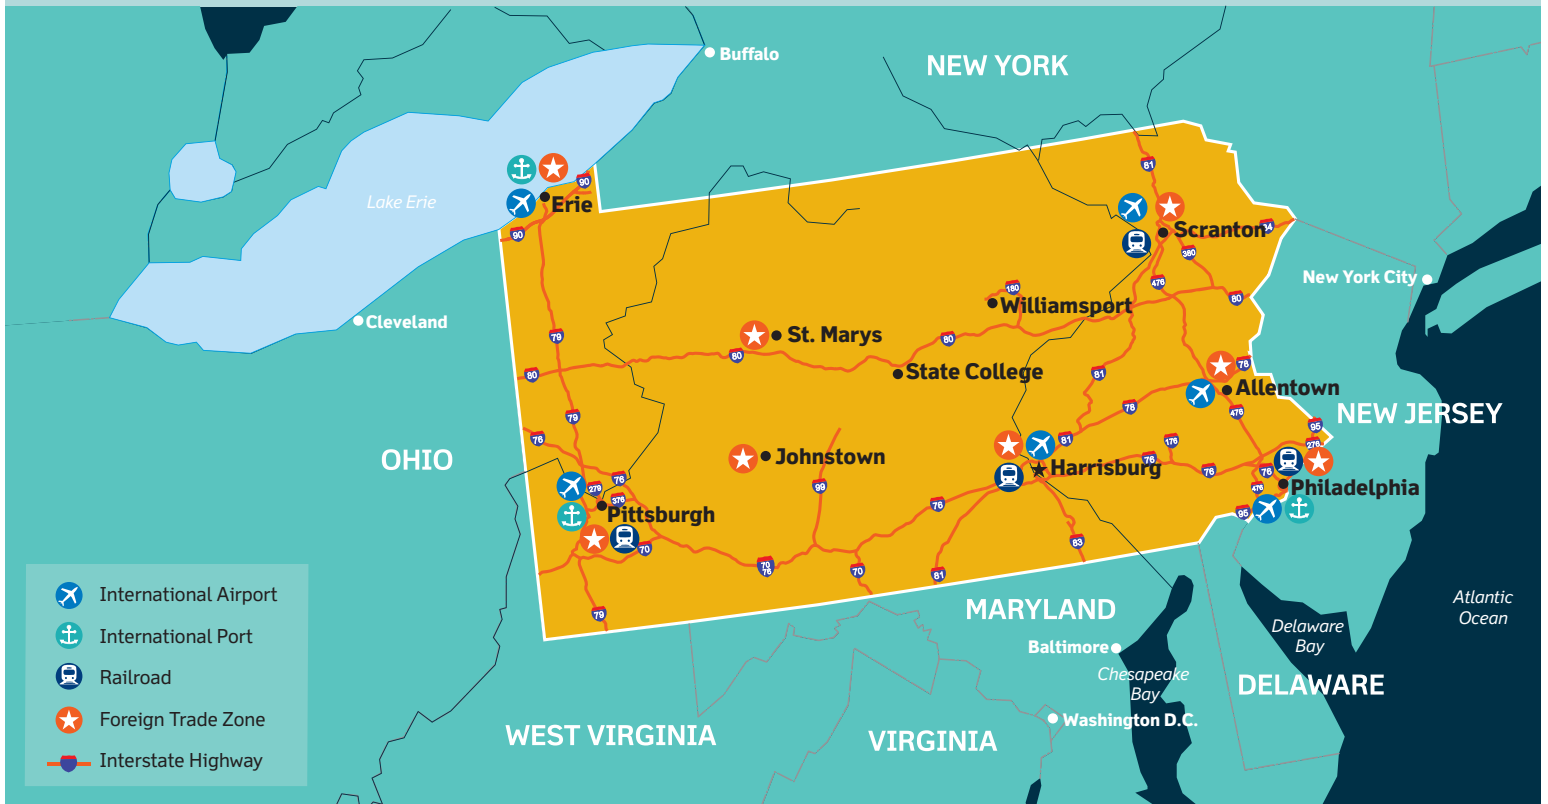 Buffalo
NEW YORK
81
90
Lake Erie
Erie
90
Scranton
84
380
New York City
476
180
80
Williamsport
Cleveland
St. Marys
79
80
80
78
State College
81
80
Allentown
78
476
NEW JERSEY
79
95
76
81
176
276
OHIO
Johnstown
Harrisburg
76
76
76
76
279
99
476
Philadelphia
376
76
95
Pittsburgh
83
70
70
76
70
81
International Airport
Atlantic
Ocean
79
MARYLAND
Delaware
Bay
International Port
Baltimore
Chesapeake
Bay
Railroad
DELAWARE
Foreign Trade Zone
Washington D.C.
WEST VIRGINIA
VIRGINIA
Interstate Highway